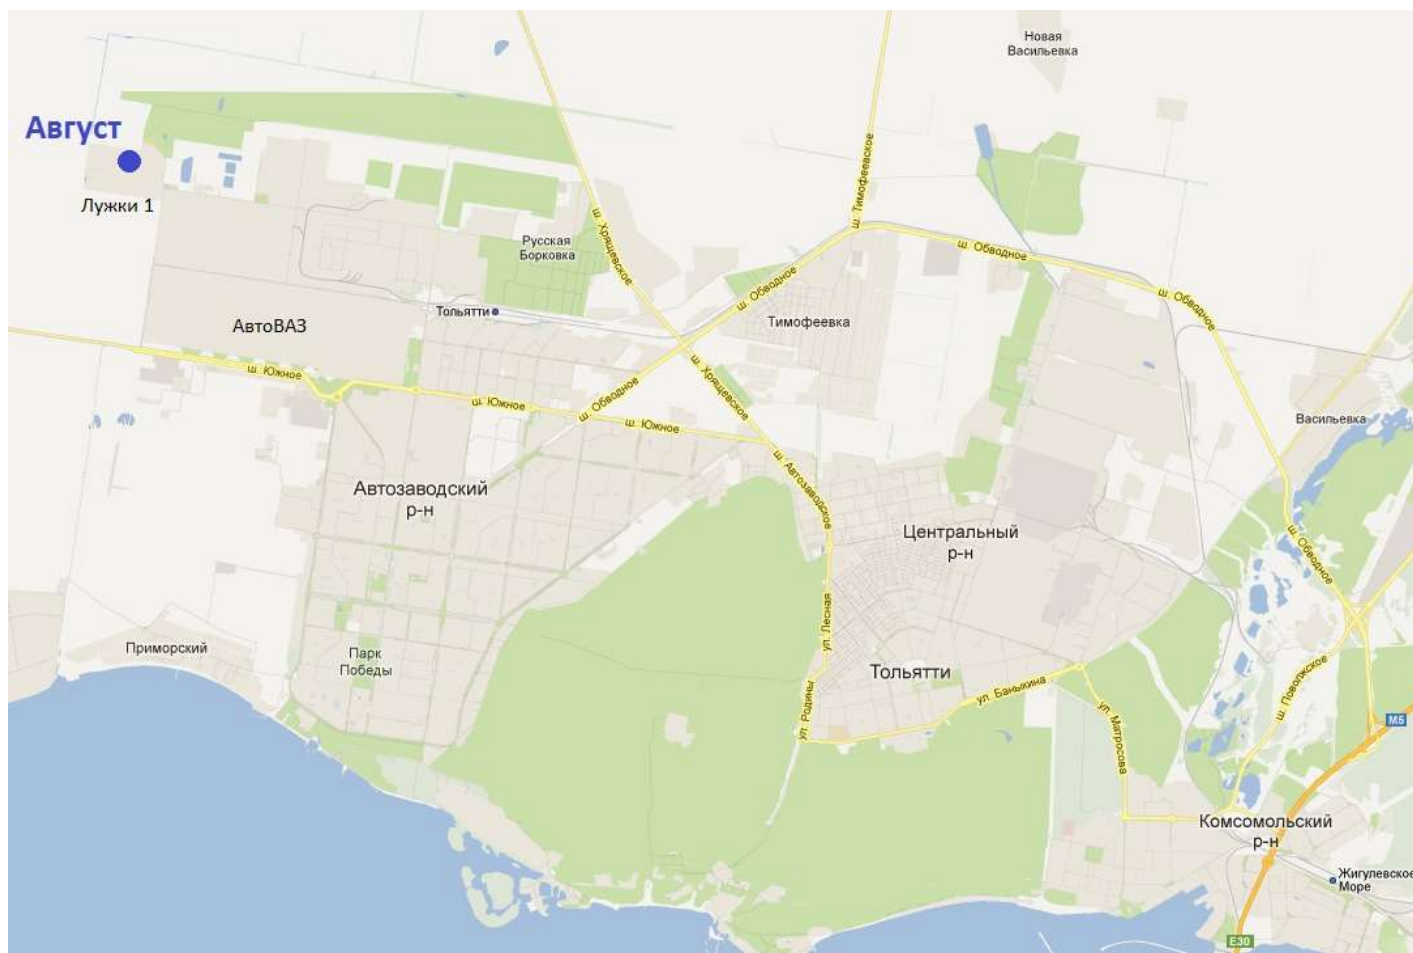 Новая
Васильевка
Август
Лужки 1
ш. Тимофеевское
ш. Хрящевское
Русская
Борковка
ш. Обводное
ш. Обводное
ш. Обводное
Тольятти
АвтоВАЗ
Тимофеевка
ш. Южное
ш. Хрящевское
ш. Обводное
ш. Южное
ш. Южное
Васильевка
ш. Автозаводское
Автозаводский
р-н
Центральный
р-н
ш. Обводное
ул. Лесная
Приморский
Парк
Победы
Тольятти
ул. Родины
ул. Баныкина
ул. Матросова
ш. Поволжское
М5
Комсомольский
р-н
Жигулевское
Море
E30